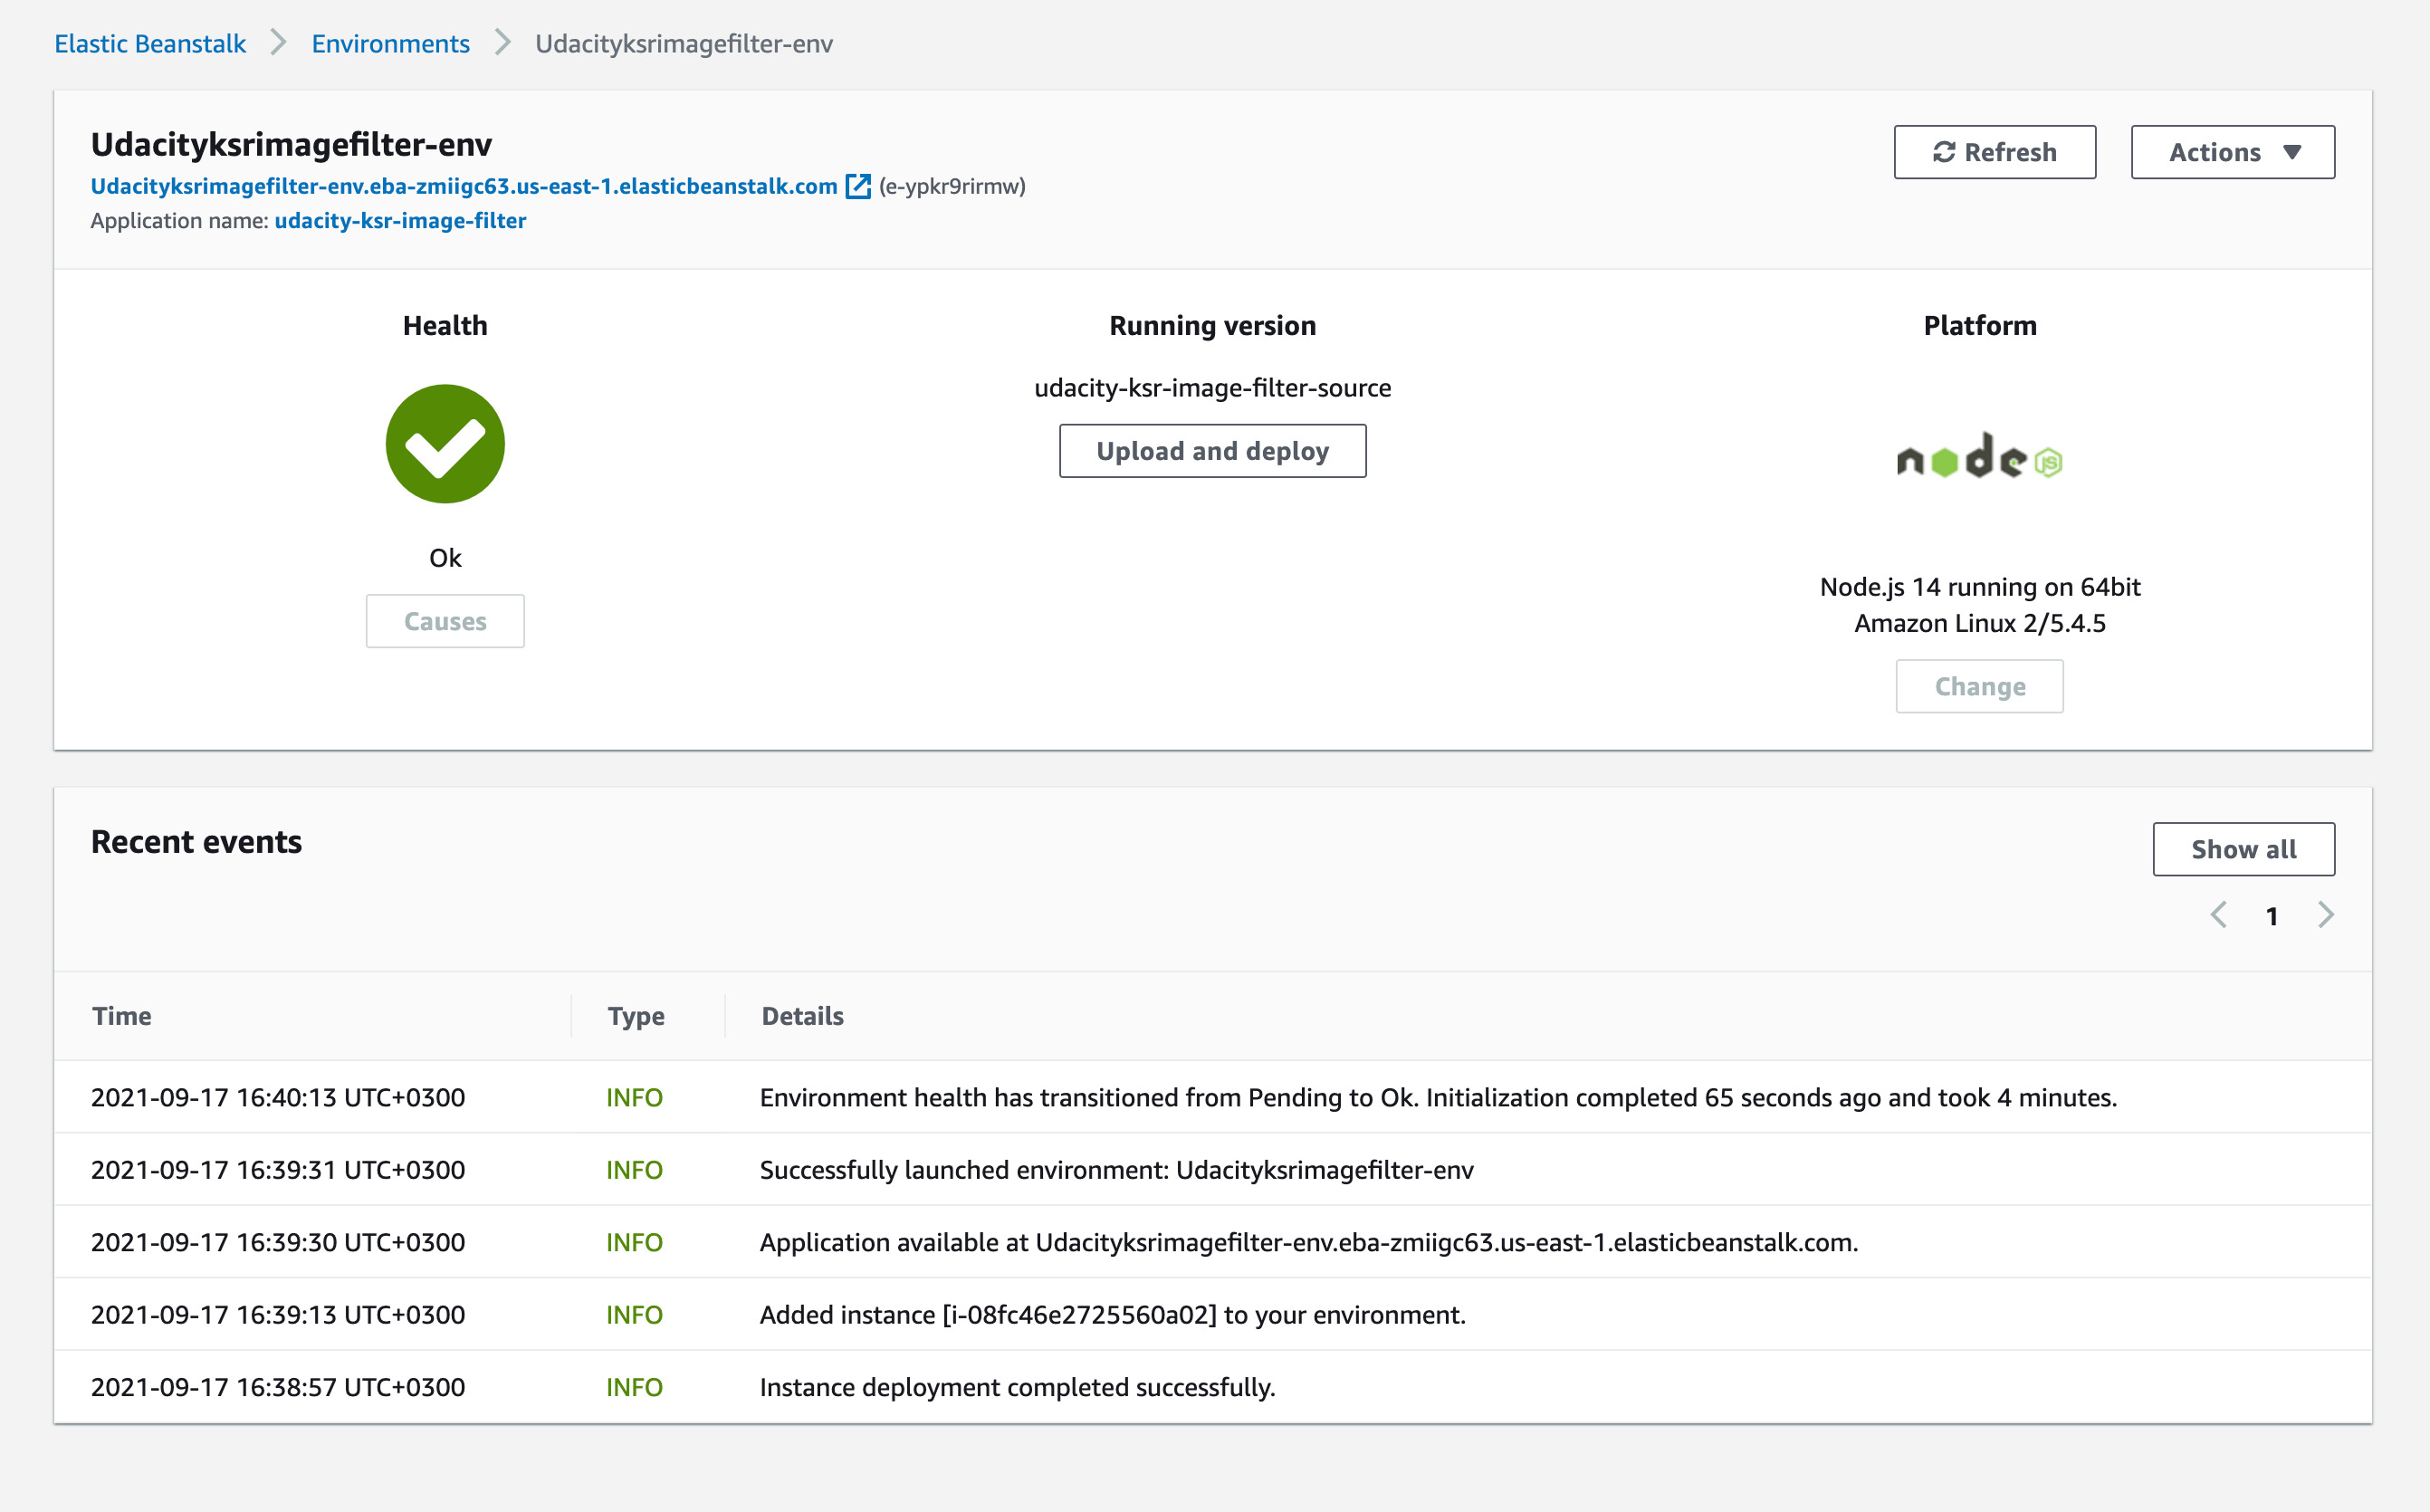 Elastic Beanstalk > Environments > Udacityksrimagefilter-env
Udacityksrimagefilter-env
Udacityksrimagefilter-env.eba-zmiigc63.us-east-1.elasticbeanstalk.com (e-ypkr9rirmw)
Application name: udacity-ksr-image-filter
Refresh
Actions
Health
Ok
Causes
Running version
udacity-ksr-image-filter-source
Upload and deploy
Platform
node JS
Node.js 14 running on 64bit
Amazon Linux 2/5.4.5
Change
Recent events
Show all
1
Time Type Details
2021-09-17 16:40:13 UTC+0300 INFO Environment health has transitioned from Pending to Ok. Initialization completed 65 seconds ago and took 4 minutes.
2021-09-17 16:39:31 UTC+0300 INFO Successfully launched environment: Udacityksrimagefilter-env
2021-09-17 16:39:30 UTC+0300 INFO Application available at Udacityksrimagefilter-env.eba-zmiigc63.us-east-1.elasticbeanstalk.com.
2021-09-17 16:39:13 UTC+0300 INFO Added instance [i-08fc46e2725560a02] to your environment.
2021-09-17 16:38:57 UTC+0300 INFO Instance deployment completed successfully.